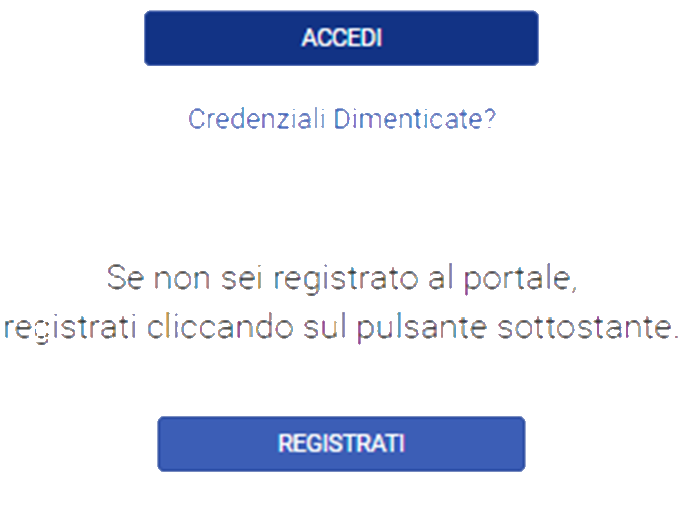 ACCEDI
Credenziali Dimenticate?
Se non sei registrato al portale,
registrati cliccando sul pulsante sottostante.
REGISTRATI